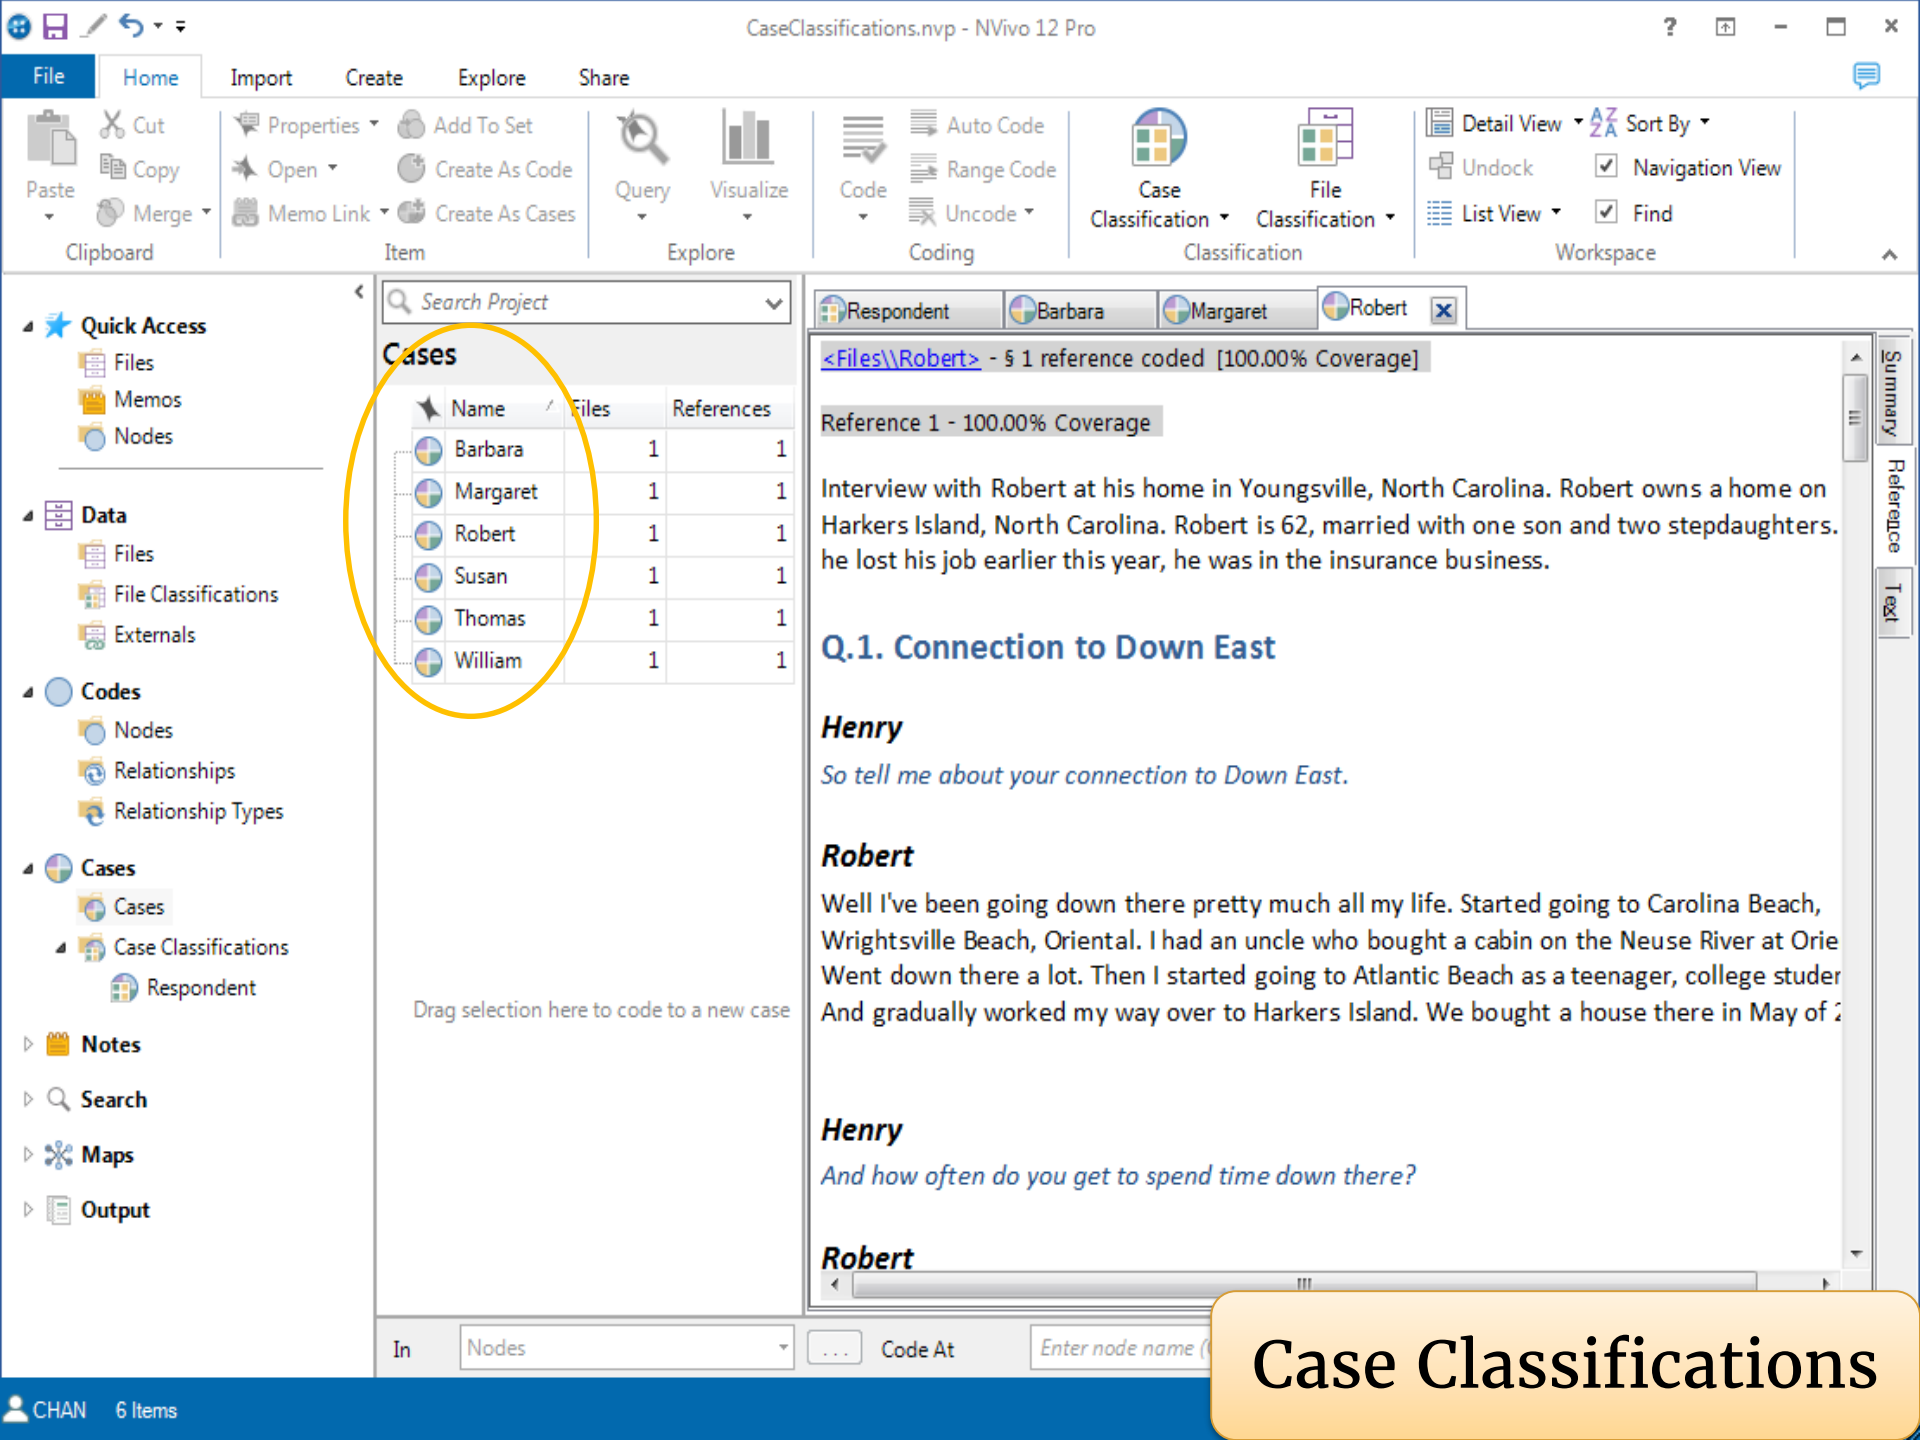 CaseClassifications.nvp - NVivo 12 Pro
File Home Import Create Explore Share
Paste
Cut
Copy
Merge
Clipboard
Properties
Open
Memo Link
Add To Set
Create As Code
Create As Cases
Item
Query
Visualize
Explore
Code
Auto Code
Range Code
Uncode
Coding
Case
Classification
File
Classification
Classification
Detail View
Undock
List View
Sort By
Navigation View
Find
Workspace
Quick Access
Files
Memos
Nodes
Data
Files
File Classifications
Externals
Codes
Nodes
Relationships
Relationship Types
Cases
Cases
Case Classifications
Respondent
Notes
Search
Maps
Output
Search Project
Cases
Name Files References
Barbara 1 1
Margaret 1 1
Robert 1 1
Susan 1 1
Thomas 1 1
William 1 1
Drag selection here to code to a new case
Respondent Barbara Margaret Robert
<Files\\Robert> - § 1 reference coded [100.00% Coverage]
Reference 1 - 100.00% Coverage
Interview with Robert at his home in Youngsville, North Carolina. Robert owns a home on
Harkers Island, North Carolina. Robert is 62, married with one son and two stepdaughters.
he lost his job earlier this year, he was in the insurance business.
Q.1. Connection to Down East
Henry
So tell me about your connection to Down East.
Robert
Well I've been going down there pretty much all my life. Started going to Carolina Beach,
Wrightsville Beach, Oriental. I had an uncle who bought a cabin on the Neuse River at Orie
Went down there a lot. Then I started going to Atlantic Beach as a teenager, college studen
And gradually worked my way over to Harkers Island. We bought a house there in May of 2
Henry
And how often do you get to spend time down there?
Robert
Summary
Reference
Text
In Nodes ... Code At Enter node name (
Case Classifications
CHAN 6 Items